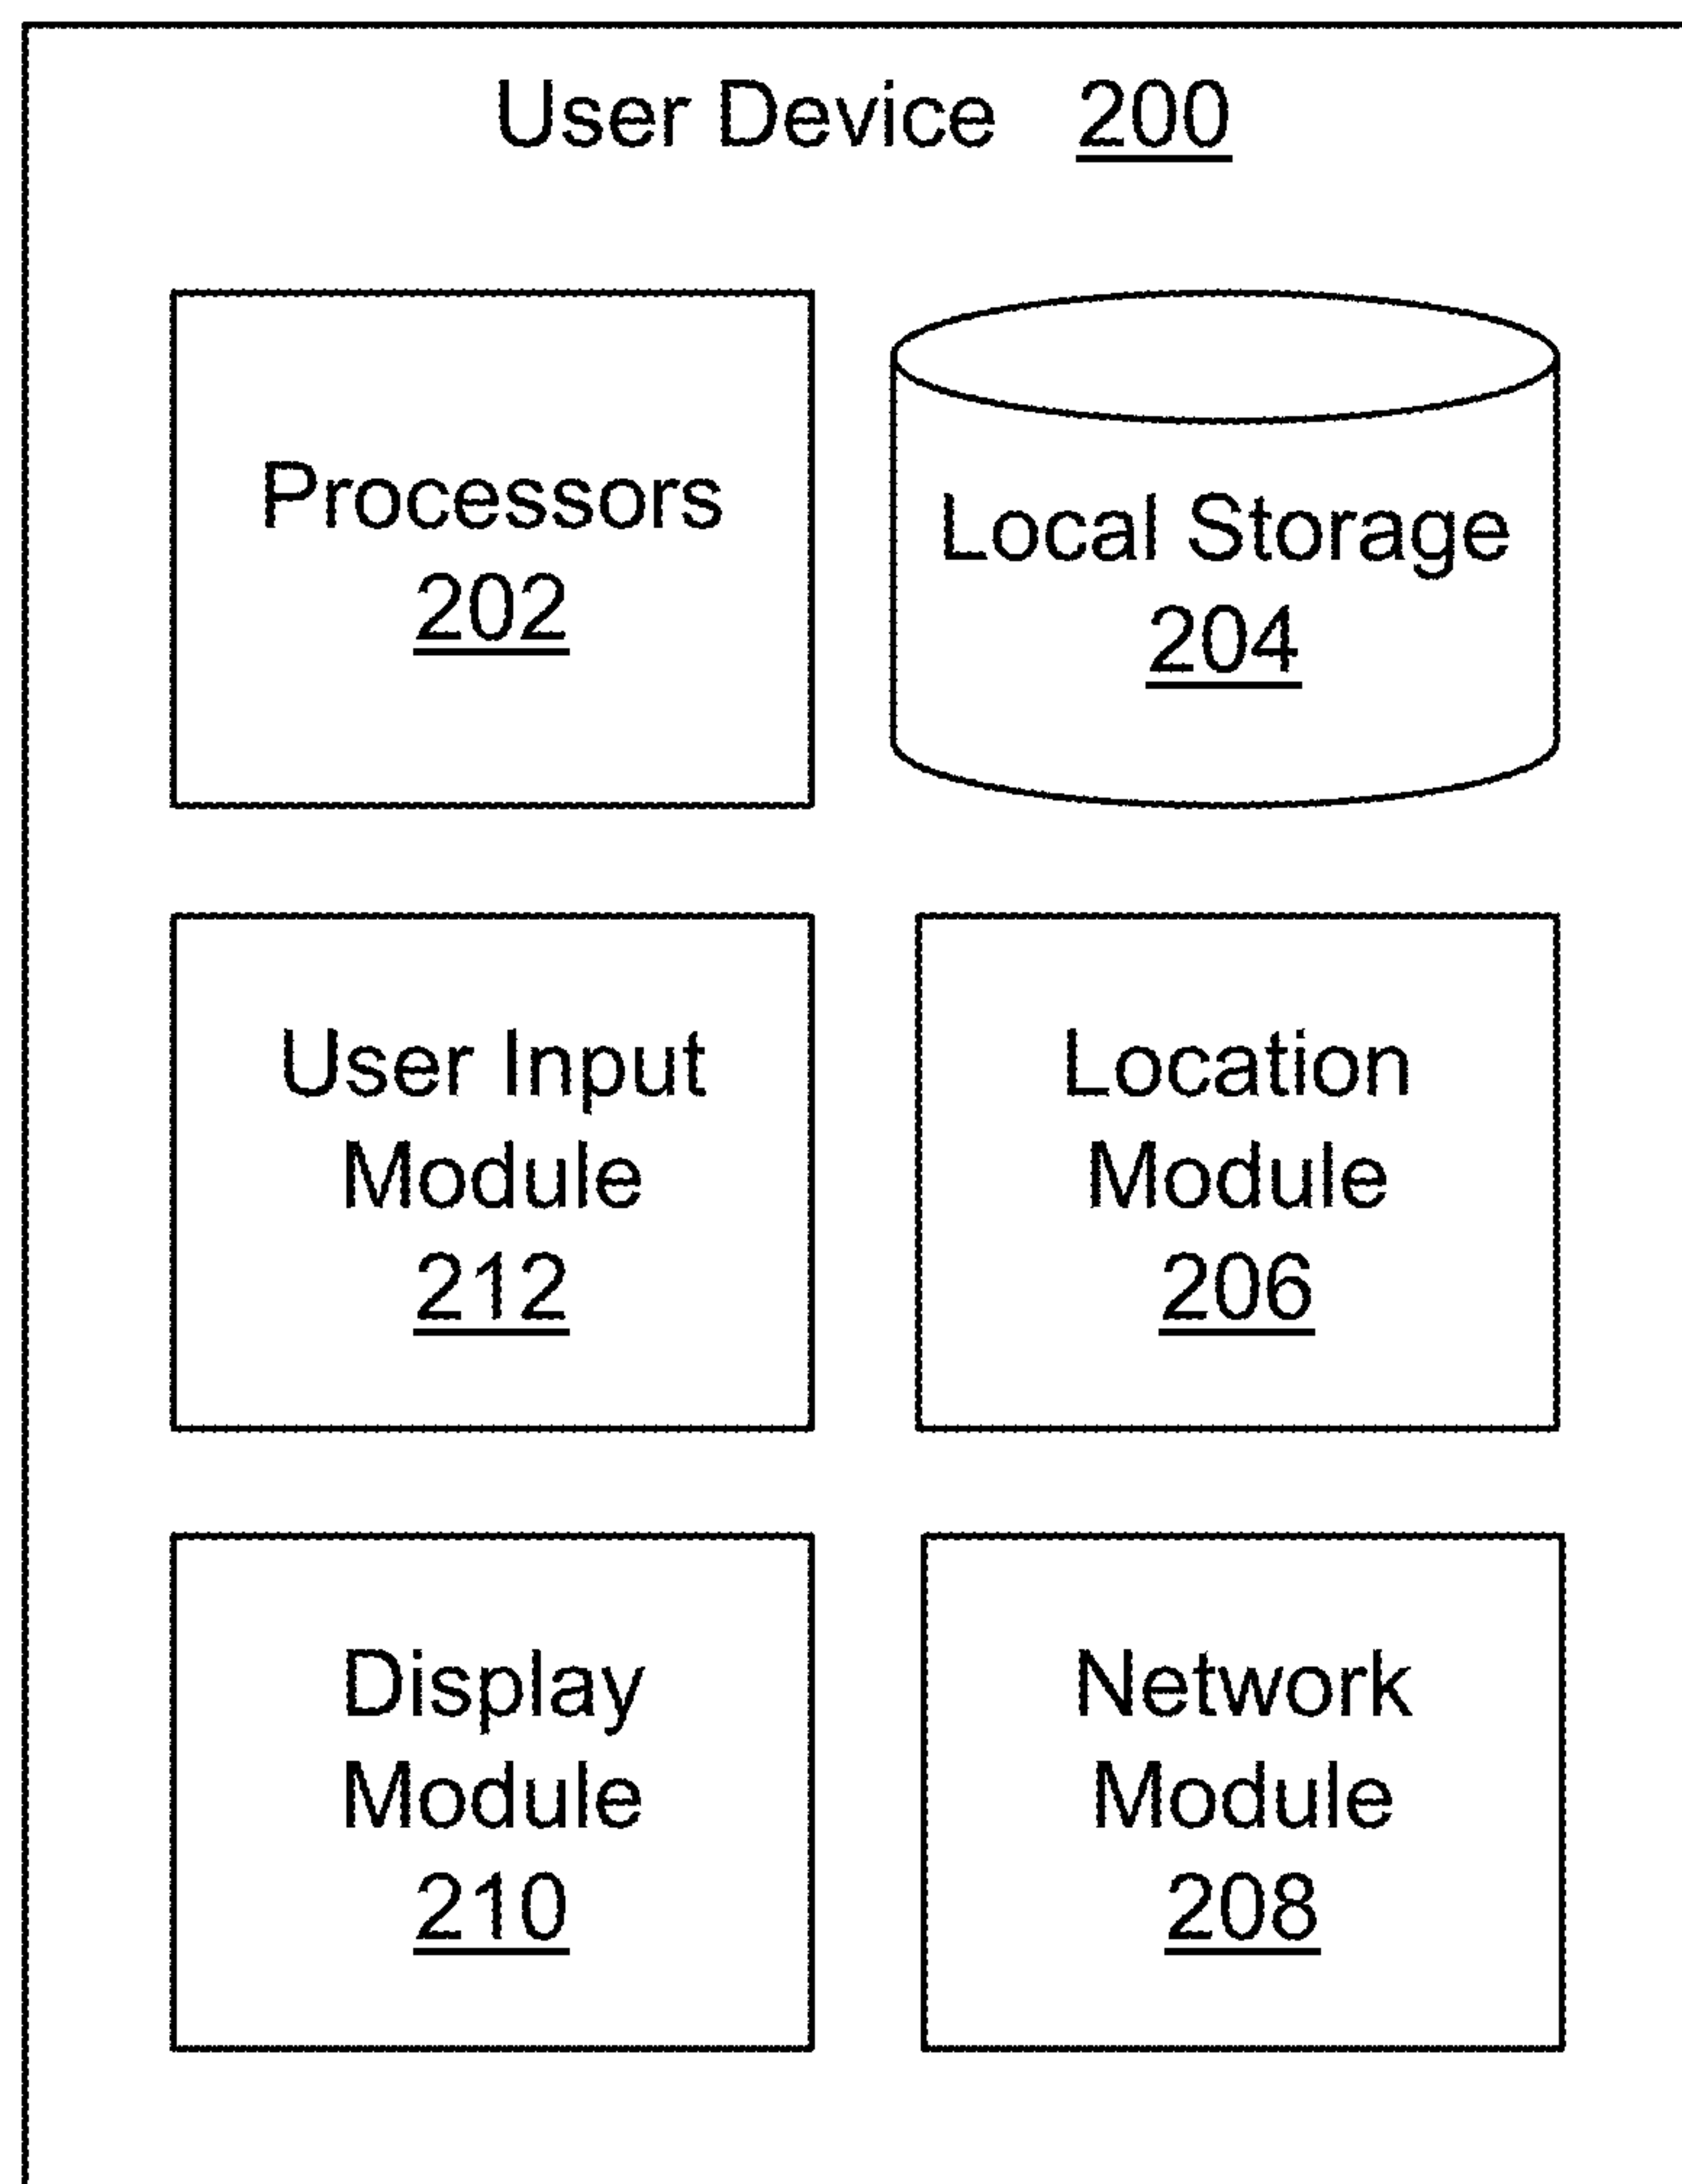 User Device 200
Processors
202
Local Storage
204
User Input
Module
212
Location
Module
206
Display
Module
210
Network
Module
208